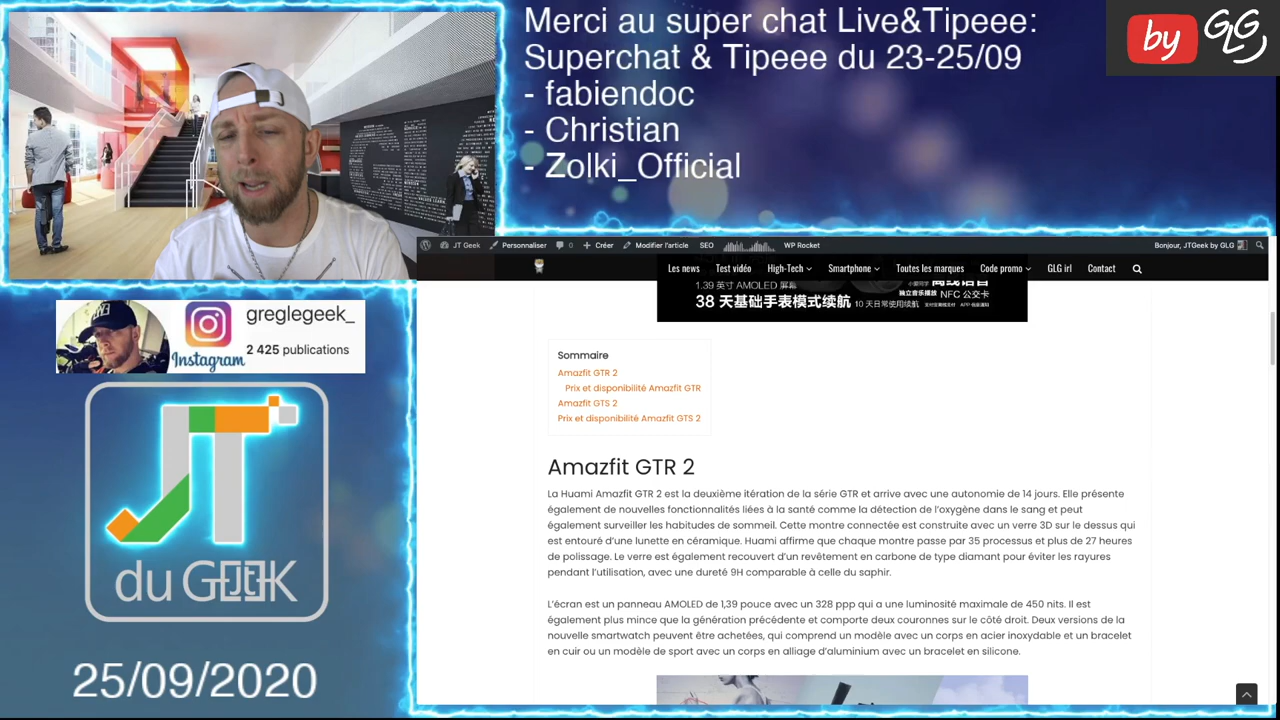 Merci au super chat Live&Tipeee:
Superchat & Tipeee du 23-25/09
- fabiendoc
- Christian
- Zolki_Official
by GLG
JT Geek Personnaliser 0 Créer Modifier l'article SEO WP Rocket Bonjour, JTGeek by GLG
Les news Test vidéo High-Tech Smartphone Toutes les marques Code promo GLG irl Contact
1.39 英寸 AMOLED 屏幕
独立音乐播放 NFC 公交卡
38 天基础手表模式续航 10 天日常使用续航
Sommaire
Amazfit GTR 2
Prix et disponibilité Amazfit GTR
Amazfit GTS 2
Prix et disponibilité Amazfit GTS 2
Amazfit GTR 2
La Huami Amazfit GTR 2 est la deuxième itération de la série GTR et arrive avec une autonomie de 14 jours. Elle présente
également de nouvelles fonctionnalités liées à la santé comme la détection de l'oxygène dans le sang et peut
également surveiller les habitudes de sommeil. Cette montre connectée est construite avec un verre 3D sur le dessus qui
est entouré d'une lunette en céramique. Huami affirme que chaque montre passe par 35 processus et plus de 27 heures
de polissage. Le verre est également recouvert d'un revêtement en carbone de type diamant pour éviter les rayures
pendant l'utilisation, avec une dureté 9H comparable à celle du saphir.
L'écran est un panneau AMOLED de 1,39 pouce avec un 328 ppp qui a une luminosité maximale de 450 nits. Il est
également plus mince que la génération précédente et comporte deux couronnes sur le côté droit. Deux versions de la
nouvelle smartwatch peuvent être achetées, qui comprend un modèle avec un corps en acier inoxydable et un bracelet
en cuir ou un modèle de sport avec un corps en alliage d'aluminium avec un bracelet en silicone.
greglegeek_
2 425 publications
Instagram
JT
du GEEK
25/09/2020